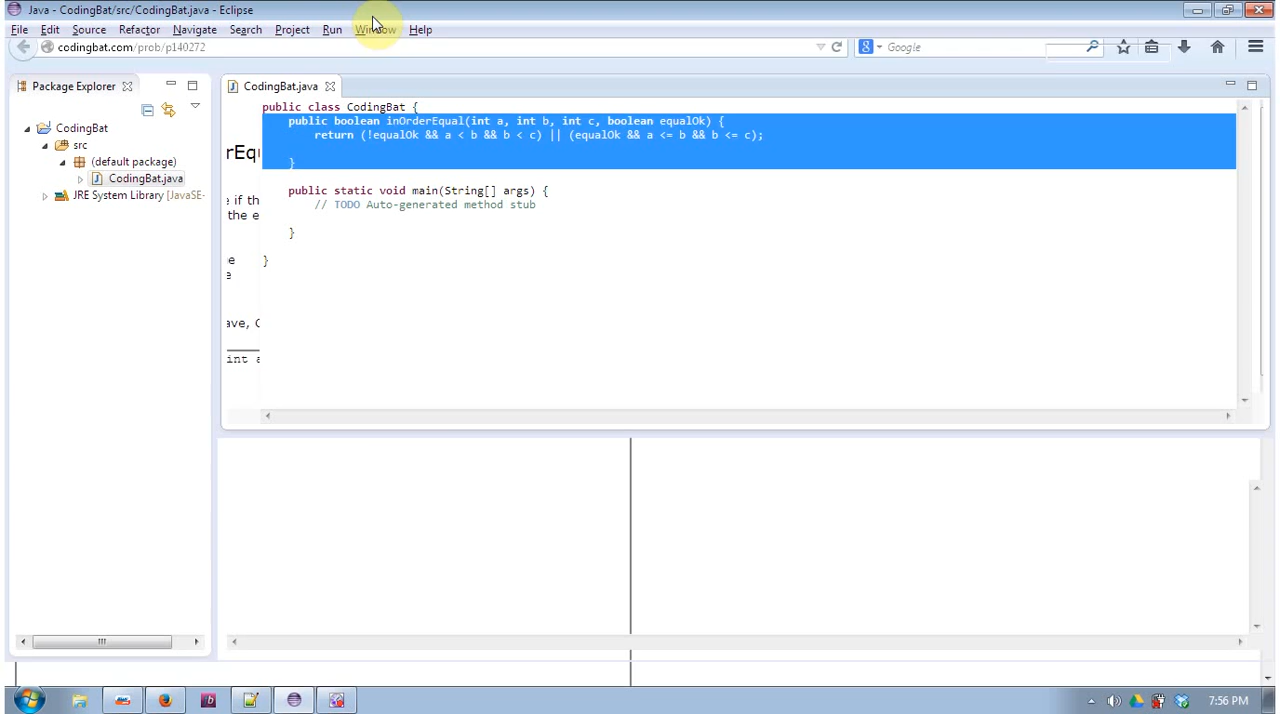 Java - CodingBat/src/CodingBat.java - Eclipse
File Edit Source Refactor Navigate Search Project Run Window Help
codingbat.com/prob/p140272
Google
Package Explorer
CodingBat.java
CodingBat
src
(default package)
CodingBat.java
JRE System Library [JavaSE-
public class CodingBat {
public boolean inOrderEqual(int a, int b, int c, boolean equalOk) {
return (!equalOk && a < b && b < c) || (equalOk && a <= b && b <= c);
}
public static void main(String[] args) {
// TODO Auto-generated method stub
}
}
rEq
e if th
the e
e
e
ave, C
int a
7:56 PM